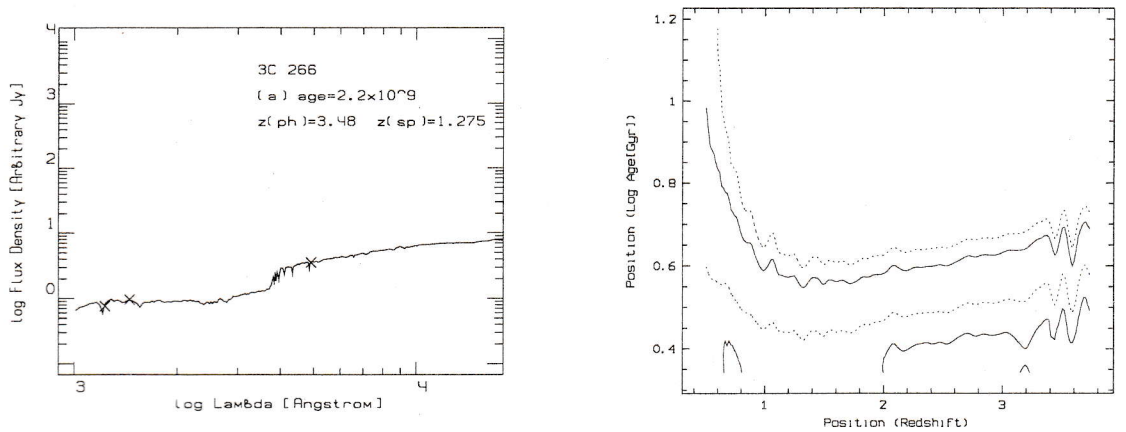 4
3
2
1
0
log Flux Density [Arbitrary Jy]
3C 266
(a) age=2.2x10^9
z(ph)=3.48 z(sp)=1.275
3
4
log Lambda [Angstrom]
1.2
1
0.8
0.6
0.4
Position (Log Age[Gyr])
1
2
3
Position (Redshift)